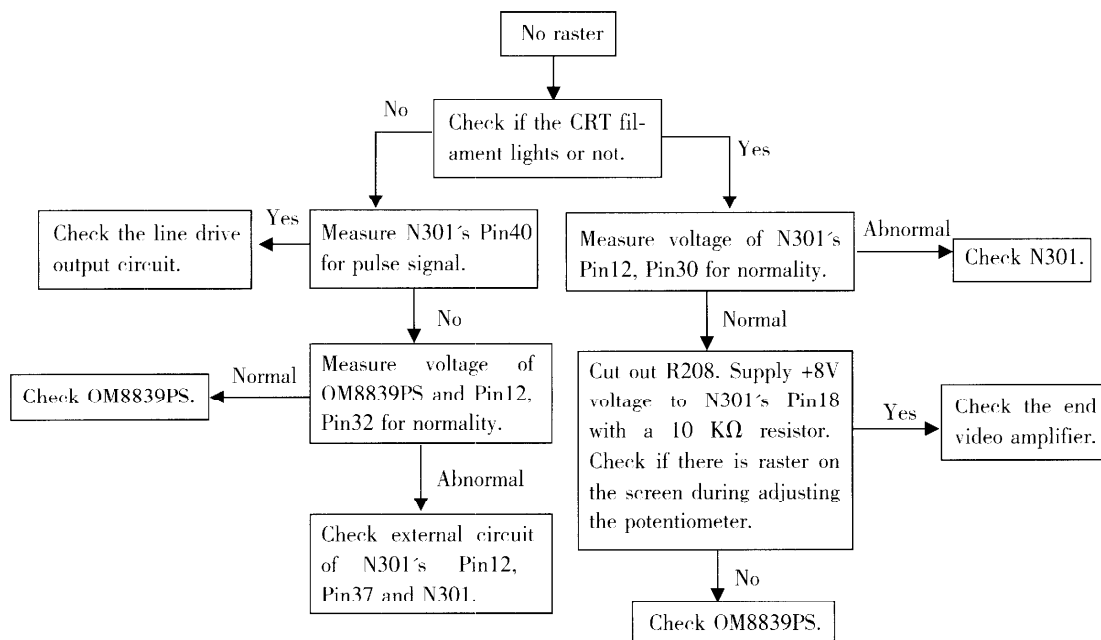 No raster
No
Check if the CRT fil-
ament lights or not.
Yes
Check the line drive
output circuit.
Yes
Measure N301´s Pin40
for pulse signal.
Measure voltage of N301´s
Pin12, Pin30 for normality.
Abnormal
Check N301.
No
Normal
Check OM8839PS.
Normal
Measure voltage of
OM8839PS and Pin12,
Pin32 for normality.
Cut out R208. Supply +8V
voltage to N301´s Pin18
with a 10 KΩ resistor.
Check if there is raster on
the screen during adjusting
the potentiometer.
Yes
Check the end
video amplifier.
Abnormal
Check external circuit
of N301´s Pin12,
Pin37 and N301.
No
Check OM8839PS.